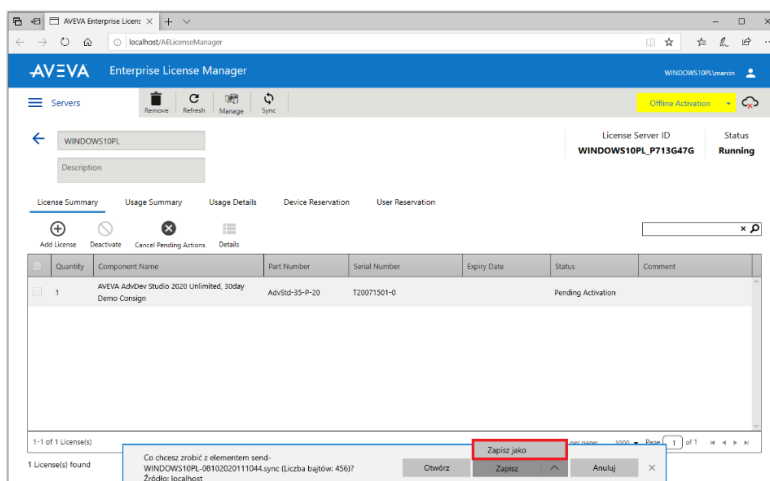 AVEVA Enterprise Licens
localhost/AELicenseManager
AVEVA Enterprise License Manager
WINDOWS10PL\marcin
Servers
Remove Refresh Manage Sync
Offline Activation
WINDOWS10PL
License Server ID Status
WINDOWS10PL_P713G47G Running
Description
License Summary Usage Summary Usage Details Device Reservation User Reservation
Add License Deactivate Cancel Pending Actions Details
Quantity Component Name Part Number Serial Number Expiry Date Status Comment
AVEVA AdvDev Studio 2020 Unlimited, 30day
1 AdvStd-35-P-20 T20071501-0 Pending Activation
Demo Consign
1-1 of 1 License(s) 1000 Page 1 of 1
Zapisz jako
1 License(s) found
Co chcesz zrobić z elementem send-
WINDOWS10PL-08102020111044.sync (Liczba bajtów: 456)?
Otwórz Zapisz Anuluj
Źródło: localhost